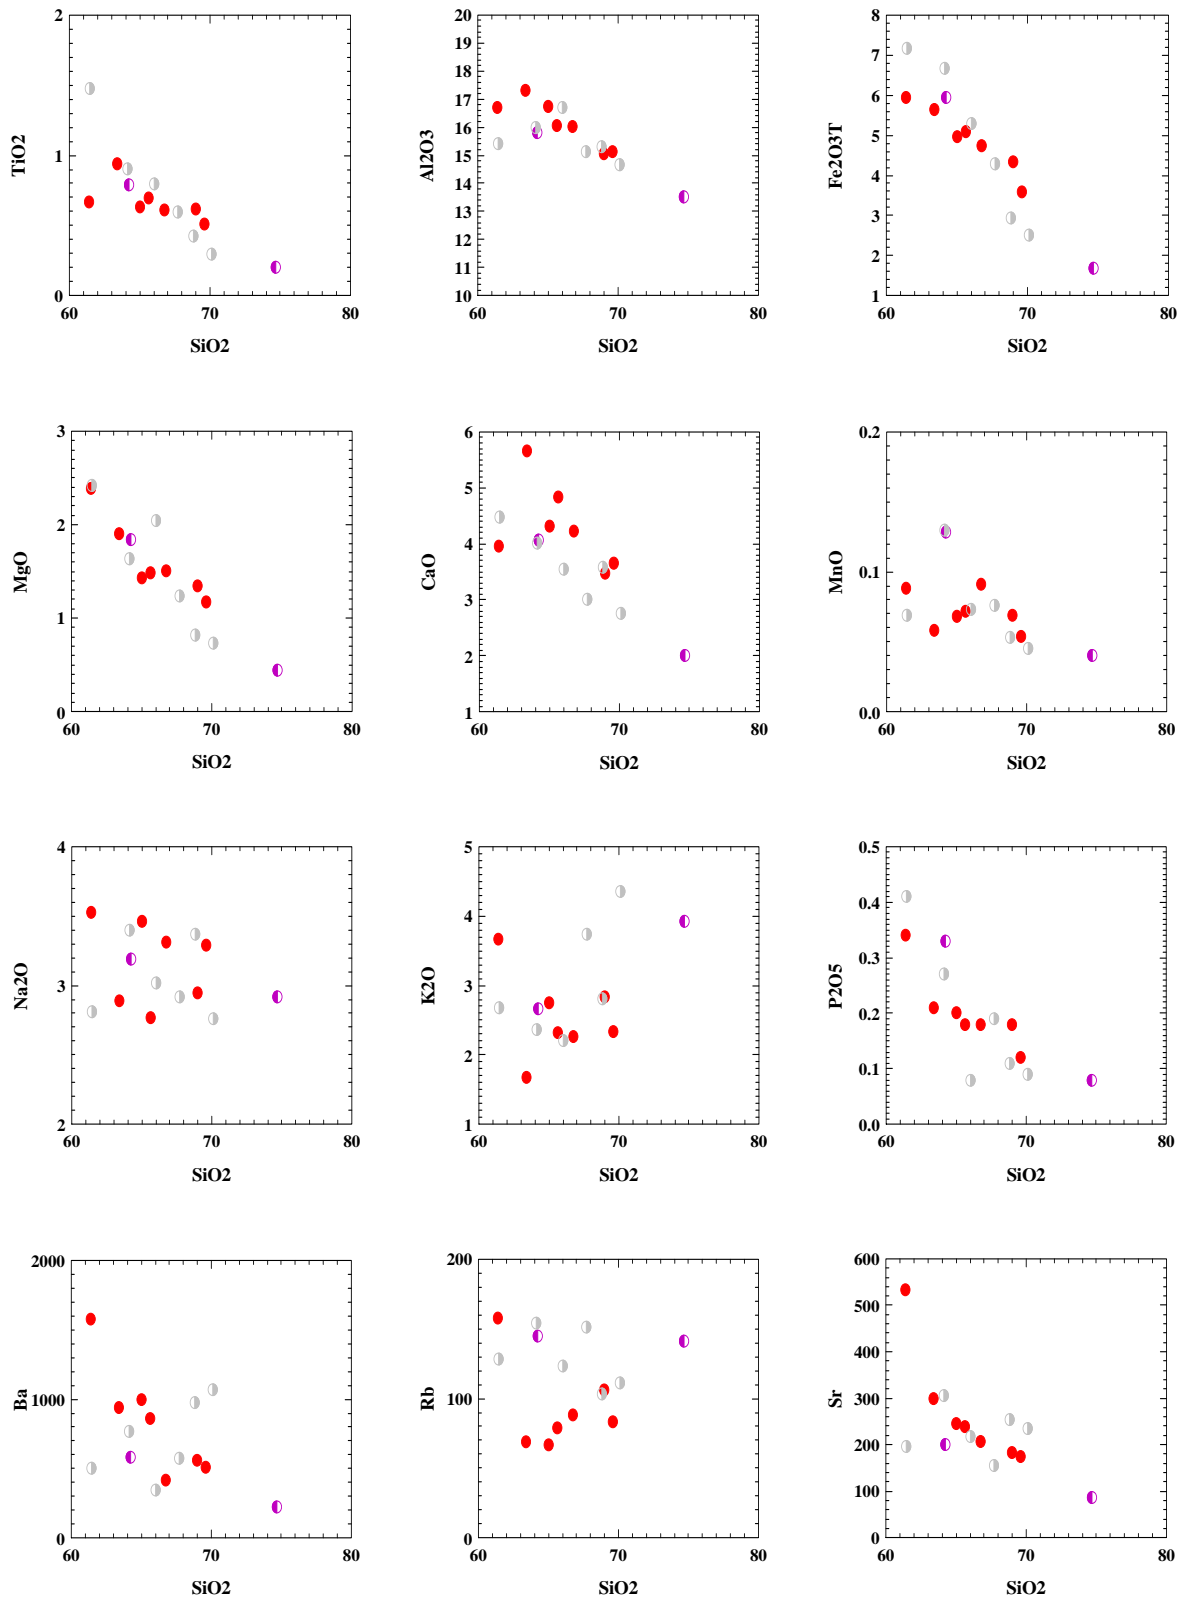 2
1
0
TiO2
60 70 80
SiO2
20
19
18
17
16
15
14
13
12
11
10
Al2O3
60 70 80
SiO2
8
7
6
5
4
3
2
1
Fe2O3T
60 70 80
SiO2
3
2
1
0
MgO
60 70 80
SiO2
6
5
4
3
2
1
CaO
60 70 80
SiO2
0.2
0.1
0.0
MnO
60 70 80
SiO2
4
3
2
Na2O
60 70 80
SiO2
5
4
3
2
1
K2O
60 70 80
SiO2
0.5
0.4
0.3
0.2
0.1
0.0
P2O5
60 70 80
SiO2
2000
1000
0
Ba
60 70 80
SiO2
200
100
0
Rb
60 70 80
SiO2
600
500
400
300
200
100
0
Sr
60 70 80
SiO2